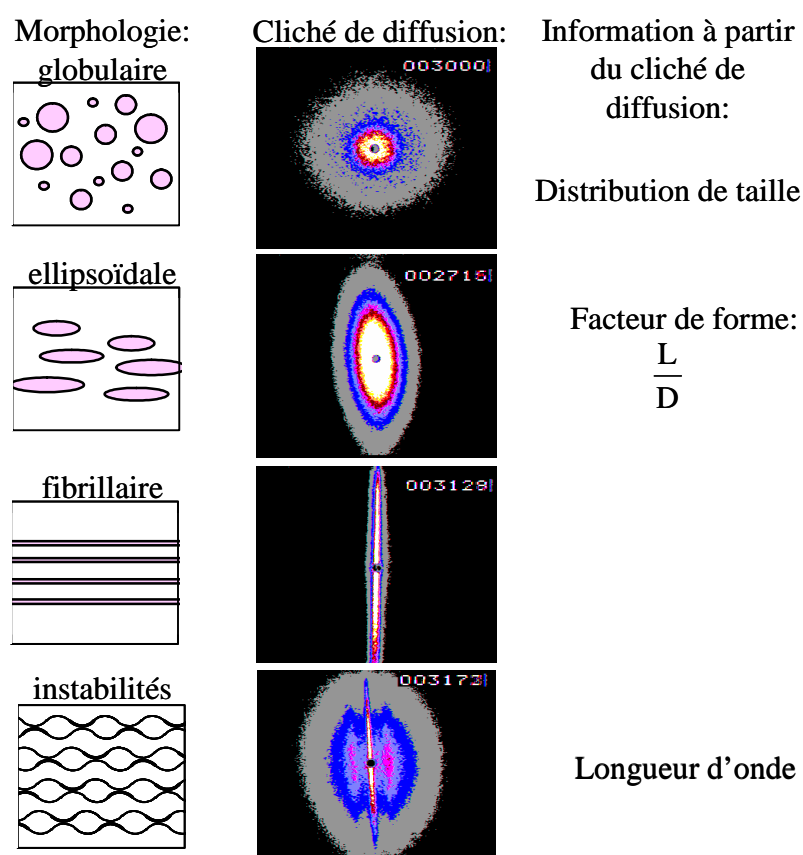 Morphologie:
globulaire
Cliché de diffusion:
Information à partir
du cliché de
diffusion:
003000
Distribution de taille
ellipsoïdale
002715
Facteur de forme:
L
D
fibrillaire
003129
instabilités
003173
Longueur d'onde